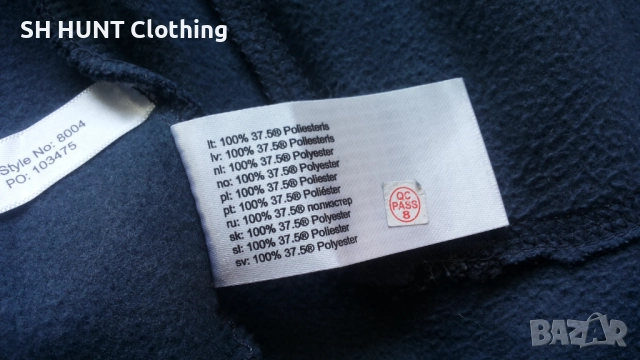 SH HUNT Clothing
Style No: 8004
PO: 103475
lt: 100% 37.5® Poliesteris
lv: 100% 37.5® Poliesteris
nl: 100% 37.5® Polyester
no: 100% 37.5® Polyester
pl: 100% 37.5® Poliester
pt: 100% 37.5® Poliéster
ru: 100% 37.5® полиэстер
sk: 100% 37.5® Polyester
sl: 100% 37.5® Poliester
sv: 100% 37.5® Polyester
QC
PASS
8
BAZAR